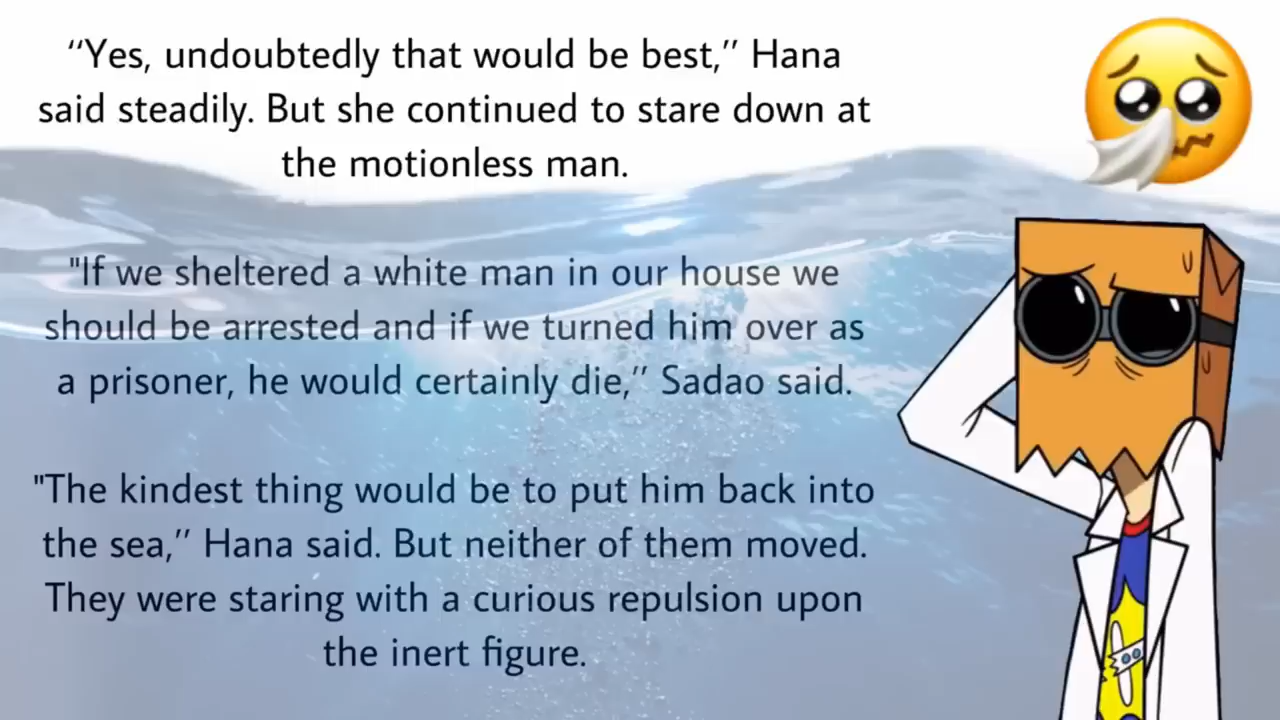 “Yes, undoubtedly that would be best,” Hana
said steadily. But she continued to stare down at
the motionless man.
"If we sheltered a white man in our house we
should be arrested and if we turned him over as
a prisoner, he would certainly die,” Sadao said.
"The kindest thing would be to put him back into
the sea,” Hana said. But neither of them moved.
They were staring with a curious repulsion upon
the inert figure.